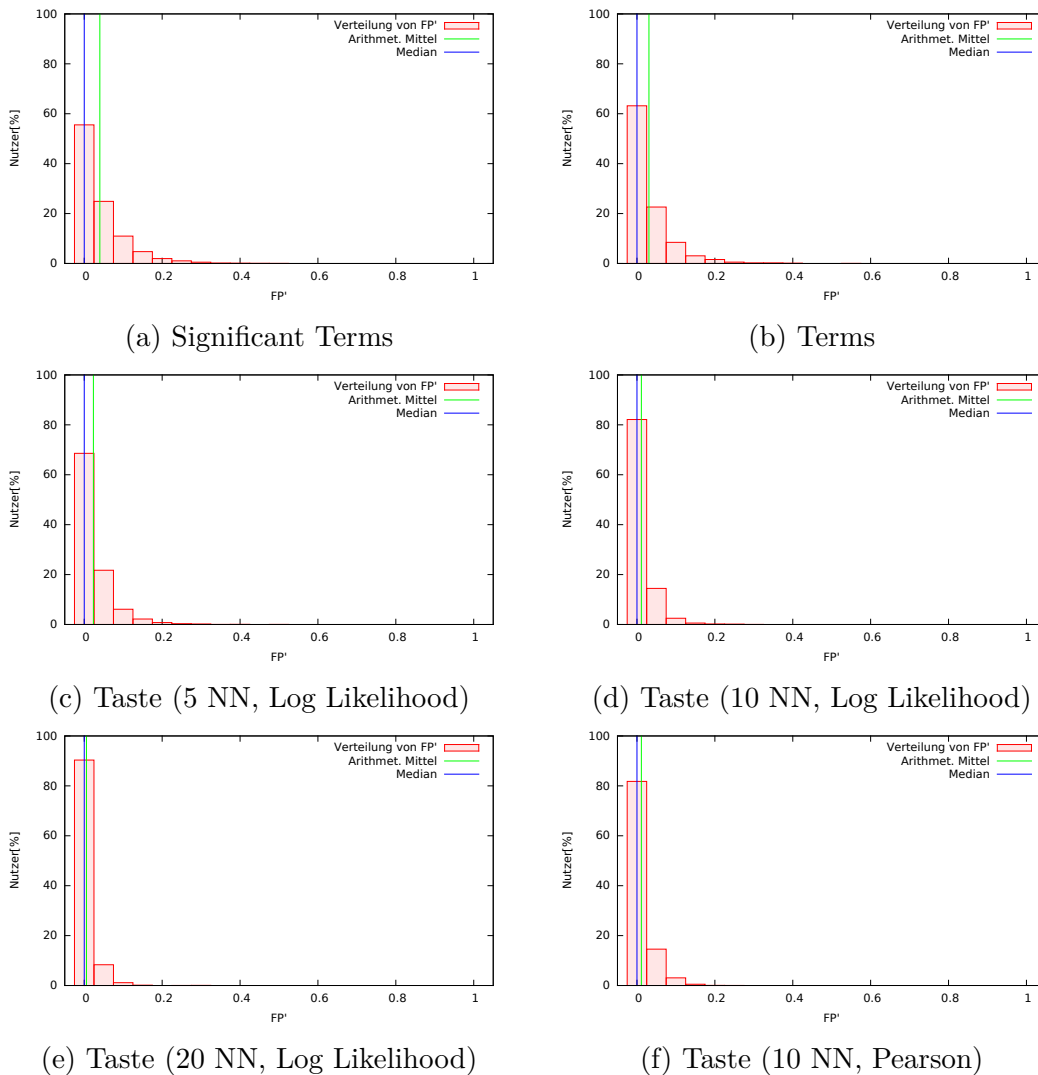 100
80
60
40
20
0
0
0.2
0.4
0.6
0.8
1
Nutzer[%]
FP'
Verteilung von FP'
Arithmet. Mittel
Median
(a) Significant Terms
100
80
60
40
20
0
0
0.2
0.4
0.6
0.8
1
Nutzer[%]
FP'
Verteilung von FP'
Arithmet. Mittel
Median
(b) Terms
100
80
60
40
20
0
0
0.2
0.4
0.6
0.8
1
Nutzer[%]
FP'
Verteilung von FP'
Arithmet. Mittel
Median
(c) Taste (5 NN, Log Likelihood)
100
80
60
40
20
0
0
0.2
0.4
0.6
0.8
1
Nutzer[%]
FP'
Verteilung von FP'
Arithmet. Mittel
Median
(d) Taste (10 NN, Log Likelihood)
100
80
60
40
20
0
0
0.2
0.4
0.6
0.8
1
Nutzer[%]
FP'
Verteilung von FP'
Arithmet. Mittel
Median
(e) Taste (20 NN, Log Likelihood)
100
80
60
40
20
0
0
0.2
0.4
0.6
0.8
1
Nutzer[%]
FP'
Verteilung von FP'
Arithmet. Mittel
Median
(f) Taste (10 NN, Pearson)